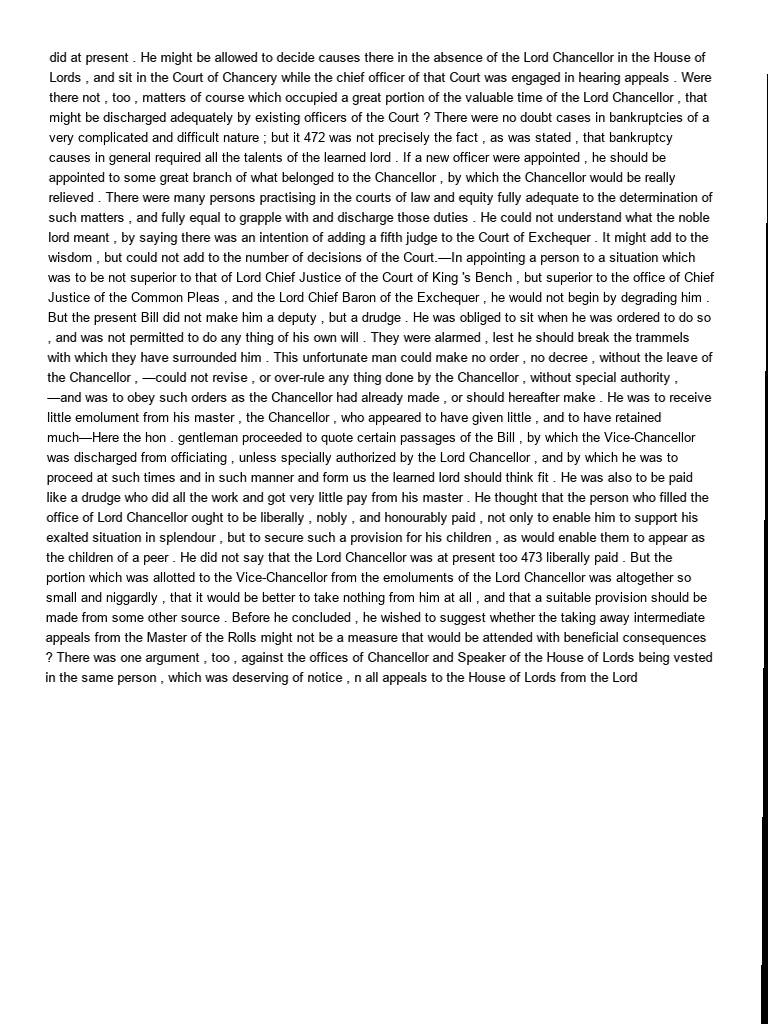 did at present . He might be allowed to decide causes there in the absence of the Lord Chancellor in the House of
Lords , and sit in the Court of Chancery while the chief officer of that Court was engaged in hearing appeals . Were
there not , too , matters of course which occupied a great portion of the valuable time of the Lord Chancellor , that
might be discharged adequately by existing officers of the Court ? There were no doubt cases in bankruptcies of a
very complicated and difficult nature ; but it 472 was not precisely the fact , as was stated , that bankruptcy
causes in general required all the talents of the learned lord . If a new officer were appointed , he should be
appointed to some great branch of what belonged to the Chancellor , by which the Chancellor would be really
relieved . There were many persons practising in the courts of law and equity fully adequate to the determination of
such matters , and fully equal to grapple with and discharge those duties . He could not understand what the noble
lord meant , by saying there was an intention of adding a fifth judge to the Court of Exchequer . It might add to the
wisdom , but could not add to the number of decisions of the Court.—In appointing a person to a situation which
was to be not superior to that of Lord Chief Justice of the Court of King 's Bench , but superior to the office of Chief
Justice of the Common Pleas , and the Lord Chief Baron of the Exchequer , he would not begin by degrading him .
But the present Bill did not make him a deputy , but a drudge . He was obliged to sit when he was ordered to do so
, and was not permitted to do any thing of his own will . They were alarmed , lest he should break the trammels
with which they have surrounded him . This unfortunate man could make no order , no decree , without the leave of
the Chancellor , —could not revise , or over-rule any thing done by the Chancellor , without special authority ,
—and was to obey such orders as the Chancellor had already made , or should hereafter make . He was to receive
little emolument from his master , the Chancellor , who appeared to have given little , and to have retained
much—Here the hon . gentleman proceeded to quote certain passages of the Bill , by which the Vice-Chancellor
was discharged from officiating , unless specially authorized by the Lord Chancellor , and by which he was to
proceed at such times and in such manner and form us the learned lord should think fit . He was also to be paid
like a drudge who did all the work and got very little pay from his master . He thought that the person who filled the
office of Lord Chancellor ought to be liberally , nobly , and honourably paid , not only to enable him to support his
exalted situation in splendour , but to secure such a provision for his children , as would enable them to appear as
the children of a peer . He did not say that the Lord Chancellor was at present too 473 liberally paid . But the
portion which was allotted to the Vice-Chancellor from the emoluments of the Lord Chancellor was altogether so
small and niggardly , that it would be better to take nothing from him at all , and that a suitable provision should be
made from some other source . Before he concluded , he wished to suggest whether the taking away intermediate
appeals from the Master of the Rolls might not be a measure that would be attended with beneficial consequences
? There was one argument , too , against the offices of Chancellor and Speaker of the House of Lords being vested
in the same person , which was deserving of notice , n all appeals to the House of Lords from the Lord